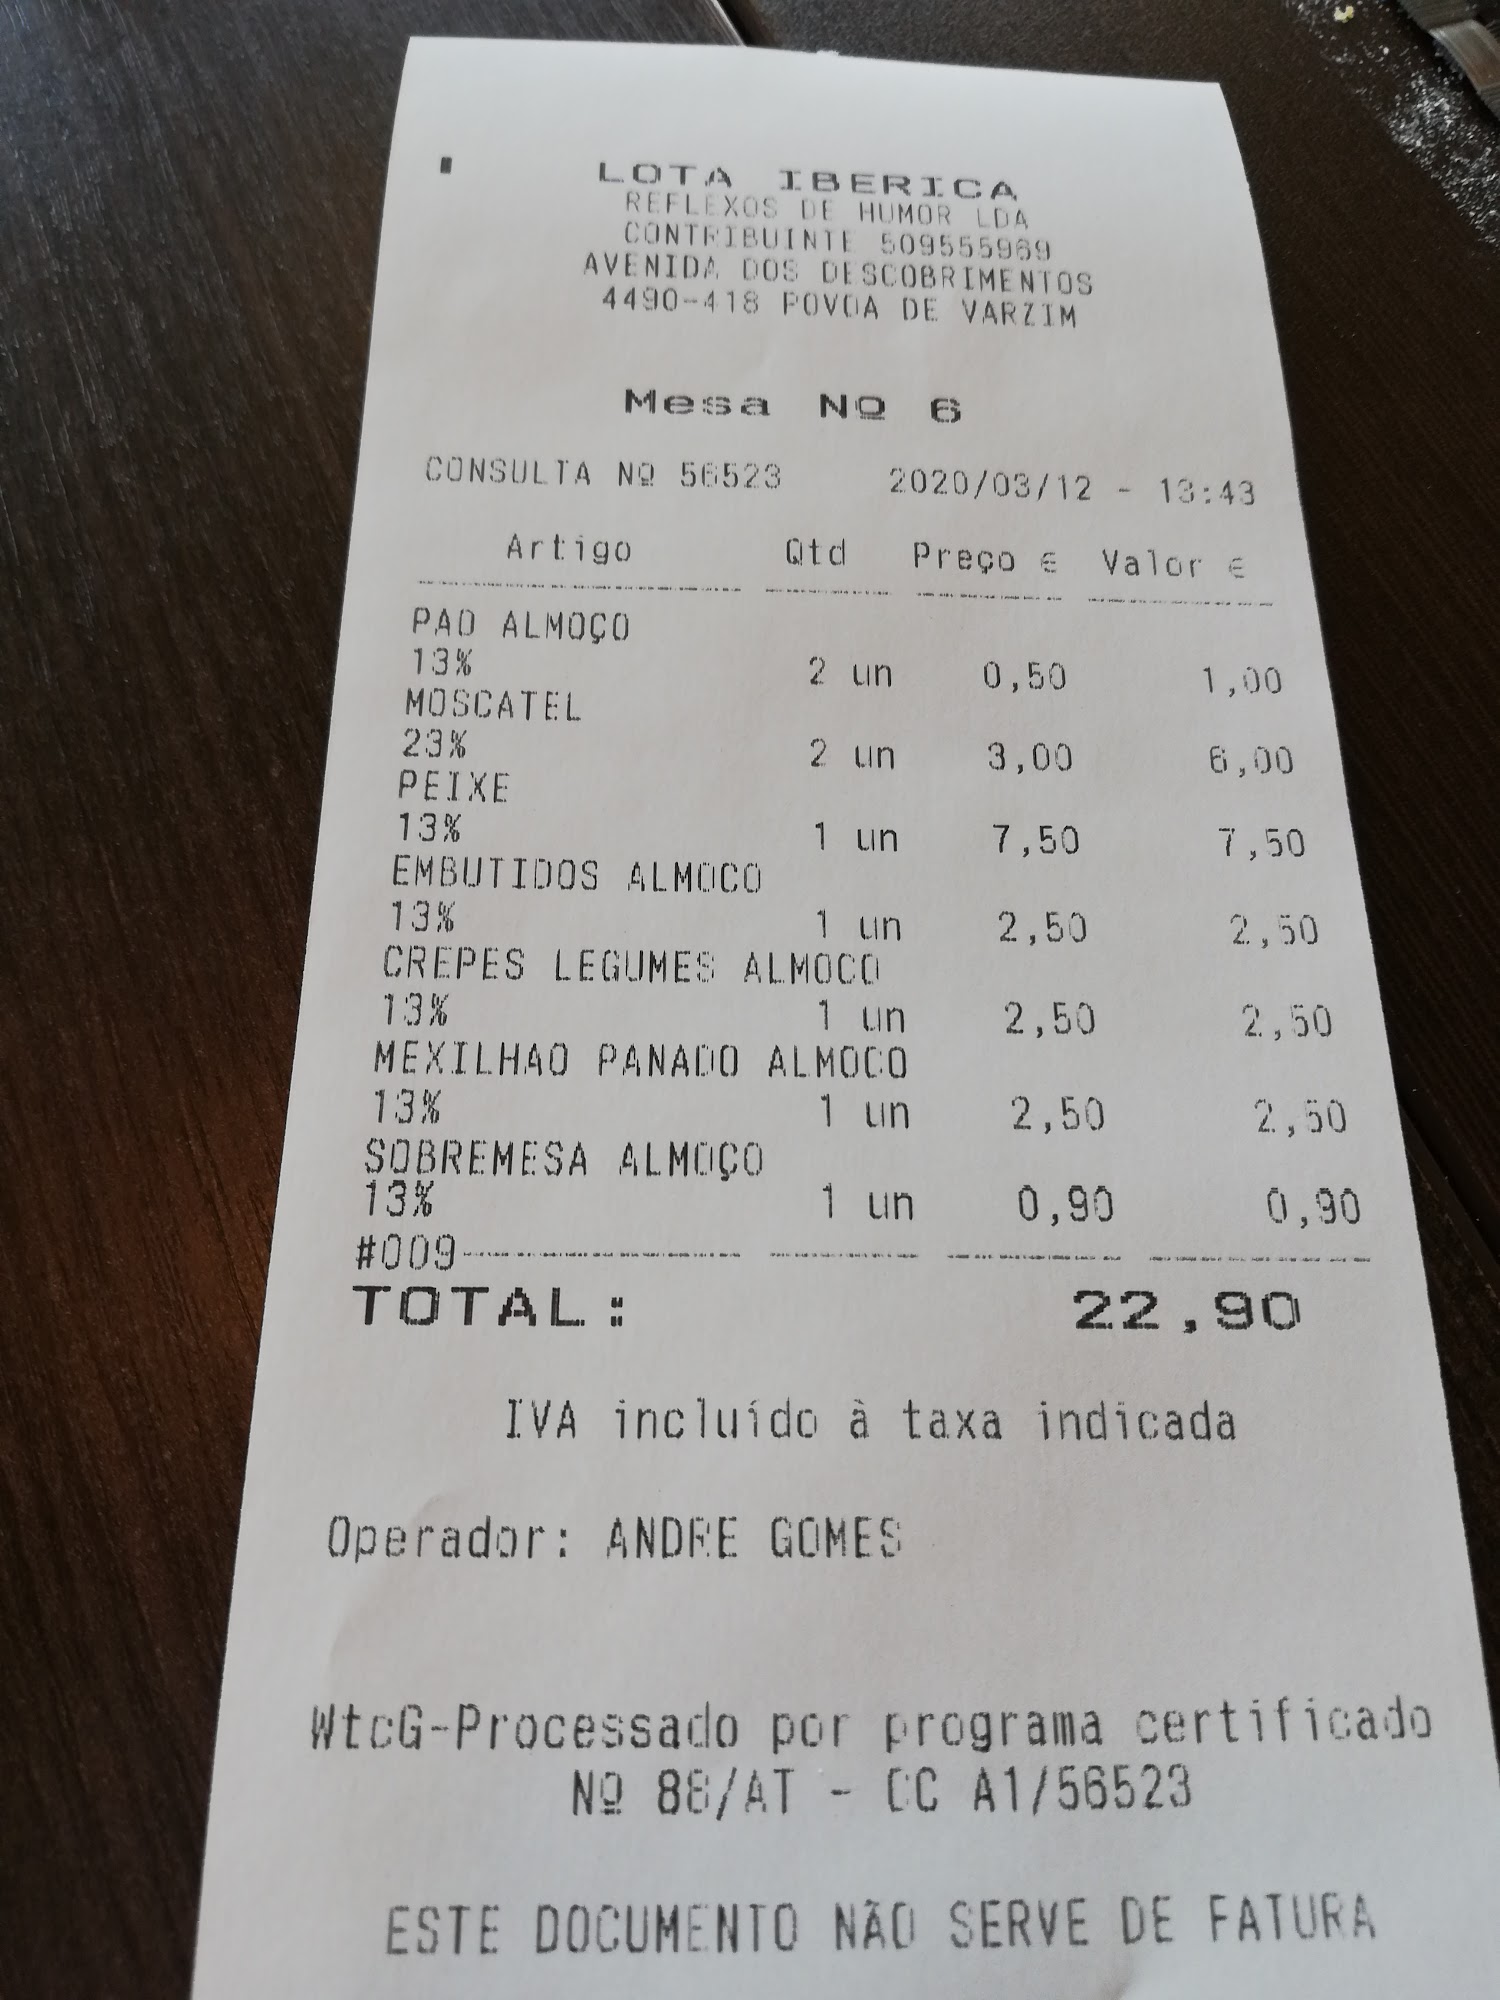 LOTA IBERICA
REFLEXOS DE HUMOR LDA
CONTRIBUINTE 509555969
AVENIDA DOS DESCOBRIMENTOS
4490-418 POVOA DE VARZIM
Mesa Nº 6
CONSULTA Nº 56523 2020/03/12 - 13:43
Artigo Qtd Preço € Valor €
PAO ALMOÇO
13% 2 un 0,50 1,00
MOSCATEL
23% 2 un 3,00 6,00
PEIXE
13% 1 un 7,50 7,50
EMBUTIDOS ALMOCO
13% 1 un 2,50 2,50
CREPES LEGUMES ALMOCO
13% 1 un 2,50 2,50
MEXILHAO PANADO ALMOCO
13% 1 un 2,50 2,50
SOBREMESA ALMOÇO
13% 1 un 0,90 0,90
#009
TOTAL: 22,90
IVA incluído à taxa indicada
Operador: ANDRE GOMES
WtcG-Processado por programa certificado
Nº 88/AT - CC A1/56523
ESTE DOCUMENTO NÃO SERVE DE FATURA